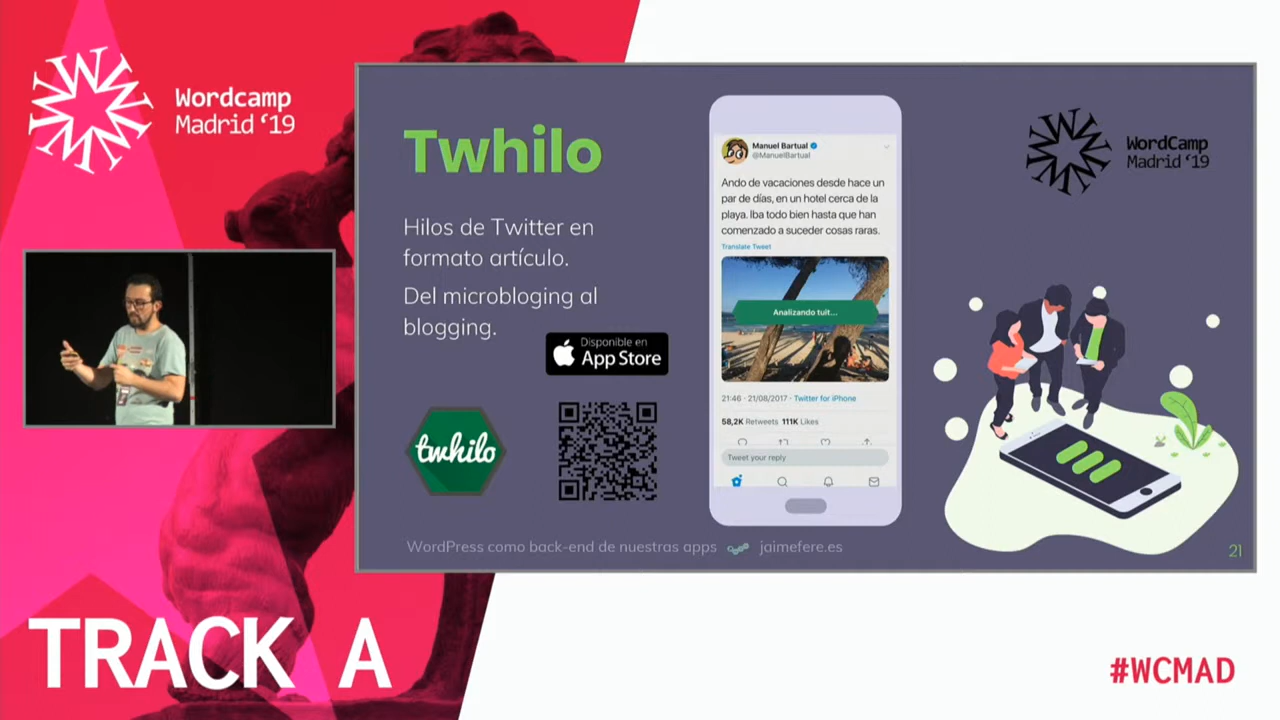 Wordcamp
Madrid '19
Twhilo
Hilos de Twitter en
formato artículo.
Del microbloging al
blogging.
Disponible en
App Store
twhilo
WordPress como back-end de nuestras apps
jaimefere.es
Manuel Bartual
@ManuelBartual
Ando de vacaciones desde hace un
par de días, en un hotel cerca de la
playa. Iba todo bien hasta que han
comenzado a suceder cosas raras.
Translate Tweet
Analizando tuit...
21:46 · 21/08/2017 · Twitter for iPhone
58,2K Retweets 111K Likes
Tweet your reply
WordCamp
Madrid '19
21
TRACK A
#WCMAD